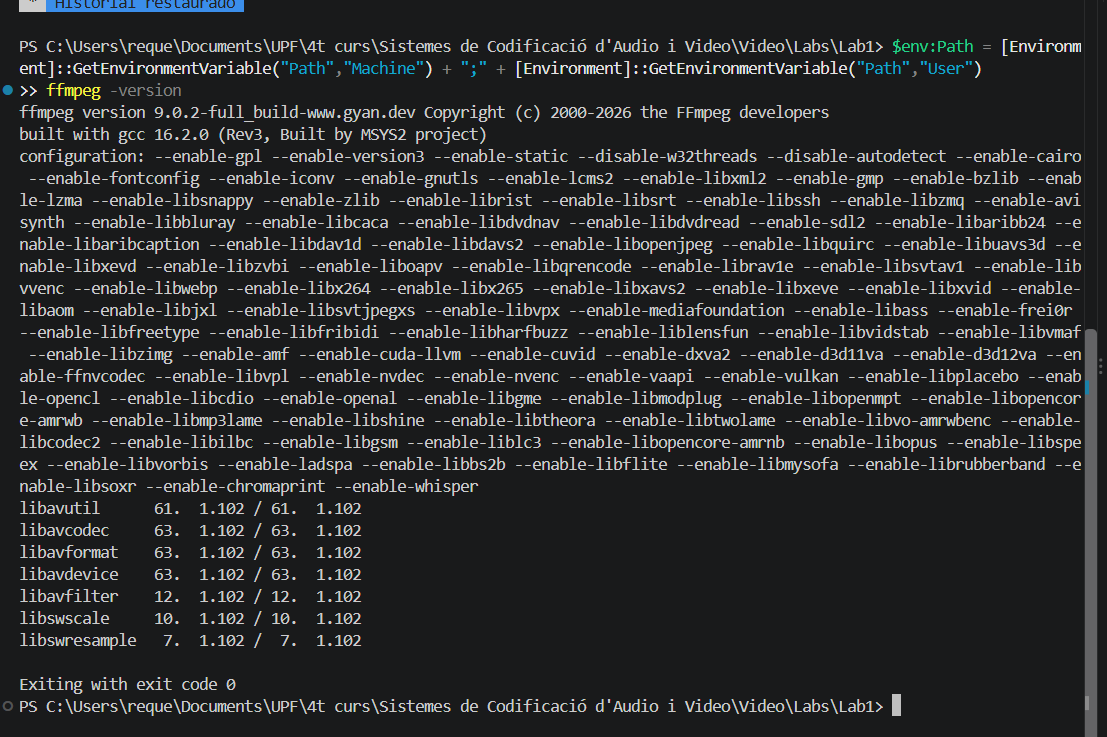 * Historial restaurado
PS C:\Users\reque\Documents\UPF\4t curs\Sistemes de Codificació d'Audio i Video\Video\Labs\Lab1> $env:Path = [Environm
ent]::GetEnvironmentVariable("Path","Machine") + ";" + [Environment]::GetEnvironmentVariable("Path","User")
>> ffmpeg -version
ffmpeg version 9.0.2-full_build-www.gyan.dev Copyright (c) 2000-2026 the FFmpeg developers
built with gcc 16.2.0 (Rev3, Built by MSYS2 project)
configuration: --enable-gpl --enable-version3 --enable-static --disable-w32threads --disable-autodetect --enable-cairo
--enable-fontconfig --enable-iconv --enable-gnutls --enable-lcms2 --enable-libxml2 --enable-gmp --enable-bzlib --enab
le-lzma --enable-libsnappy --enable-zlib --enable-librist --enable-libsrt --enable-libssh --enable-libzmq --enable-avi
synth --enable-libbluray --enable-libcaca --enable-libdvdnav --enable-libdvdread --enable-sdl2 --enable-libaribb24 --e
nable-libaribcaption --enable-libdav1d --enable-libdavs2 --enable-libopenjpeg --enable-libquirc --enable-libuavs3d --e
nable-libxevd --enable-libzvbi --enable-liboapv --enable-libqrencode --enable-librav1e --enable-libsvtav1 --enable-lib
vvenc --enable-libwebp --enable-libx264 --enable-libx265 --enable-libxavs2 --enable-libxeve --enable-libxvid --enable-
libaom --enable-libjxl --enable-libsvtjpegxs --enable-libvpx --enable-mediafoundation --enable-libass --enable-frei0r
--enable-libfreetype --enable-libfribidi --enable-libharfbuzz --enable-liblensfun --enable-libvidstab --enable-libvmaf
--enable-libzimg --enable-amf --enable-cuda-llvm --enable-cuvid --enable-dxva2 --enable-d3d11va --enable-d3d12va --en
able-ffnvcodec --enable-libvpl --enable-nvdec --enable-nvenc --enable-vaapi --enable-vulkan --enable-libplacebo --enab
le-opencl --enable-libcdio --enable-openal --enable-libgme --enable-libmodplug --enable-libopenmpt --enable-libopencor
e-amrwb --enable-libmp3lame --enable-libshine --enable-libtheora --enable-libtwolame --enable-libvo-amrwbenc --enable-
libcodec2 --enable-libilbc --enable-libgsm --enable-liblc3 --enable-libopencore-amrnb --enable-libopus --enable-libspe
ex --enable-libvorbis --enable-ladspa --enable-libbs2b --enable-libflite --enable-libmysofa --enable-librubberband --e
nable-libsoxr --enable-chromaprint --enable-whisper
libavutil 61. 1.102 / 61. 1.102
libavcodec 63. 1.102 / 63. 1.102
libavformat 63. 1.102 / 63. 1.102
libavdevice 63. 1.102 / 63. 1.102
libavfilter 12. 1.102 / 12. 1.102
libswscale 10. 1.102 / 10. 1.102
libswresample 7. 1.102 / 7. 1.102
Exiting with exit code 0
PS C:\Users\reque\Documents\UPF\4t curs\Sistemes de Codificació d'Audio i Video\Video\Labs\Lab1>